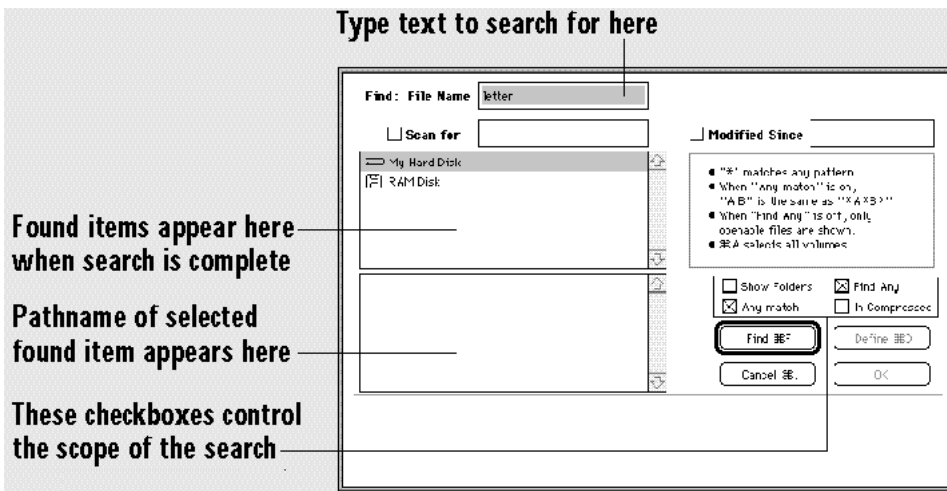 Type text to search for here
Find: File Name letter
Scan for
Modified Since
My Hard Disk
RAM Disk
"*" matches any pattern
When "Any match" is on,
"A B" is the same as "*A*B*"
When "Find Any" is off, only
openable files are shown.
⌘A selects all volumes
Found items appear here
when search is complete
Show Folders
Find Any
Any match
In Compressed
Pathname of selected
found item appears here
Find ⌘F
Define ⌘D
Cancel ⌘.
OK
These checkboxes control
the scope of the search